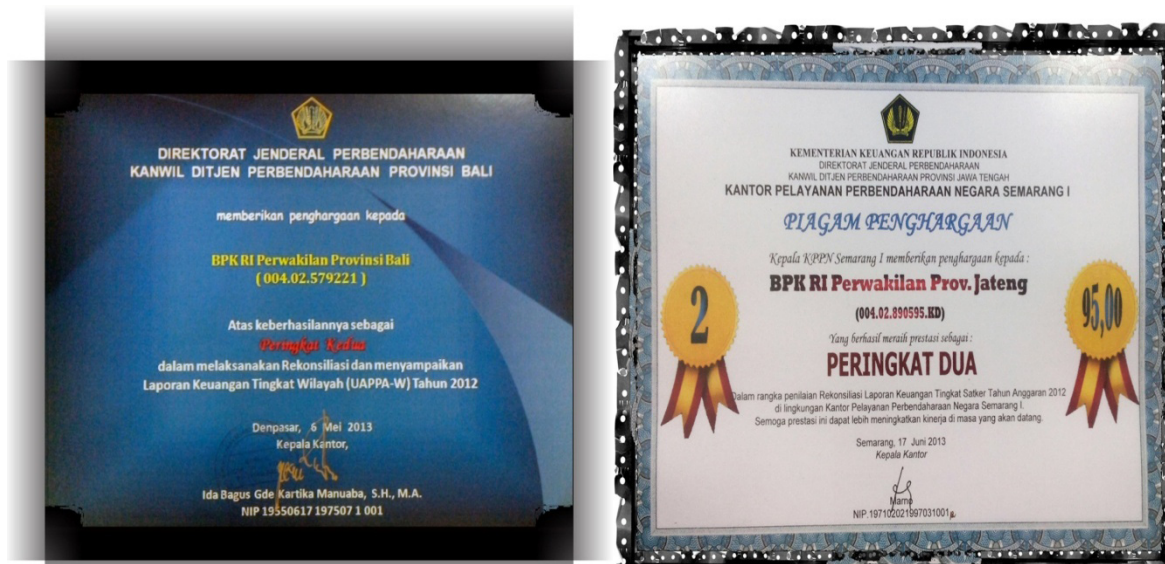 DIREKTORAT JENDERAL PERBENDAHARAAN
KANWIL DITJEN PERBENDAHARAAN PROVINSI BALI
memberikan penghargaan kepada
BPK RI Perwakilan Provinsi Bali
( 004.02.579221 )
Atas keberhasilannya sebagai
Peringkat Kedua
dalam melaksanakan Rekonsiliasi dan menyampaikan
Laporan Keuangan Tingkat Wilayah (UAPPA-W) Tahun 2012
Denpasar, 6 Mei 2013
Kepala Kantor,
Ida Bagus Gde Kartika Manuaba, S.H., M.A.
NIP 19550617 197507 1 001
KEMENTERIAN KEUANGAN REPUBLIK INDONESIA
DIREKTORAT JENDERAL PERBENDAHARAAN
KANWIL DITJEN PERBENDAHARAAN PROVINSI JAWA TENGAH
KANTOR PELAYANAN PERBENDAHARAAN NEGARA SEMARANG I
PIAGAM PENGHARGAAN
Kepala KPPN Semarang I memberikan penghargaan kepada :
BPK RI Perwakilan Prov. Jateng
(004.02.890595.KD)
Yang berhasil meraih prestasi sebagai :
PERINGKAT DUA
2
95,00
Dalam rangka penilaian Rekonsiliasi Laporan Keuangan Tingkat Satker Tahun Anggaran 2012
di lingkungan Kantor Pelayanan Perbendaharaan Negara Semarang I.
Semoga prestasi ini dapat lebih meningkatkan kinerja di masa yang akan datang.
Semarang, 17 Juni 2013
Kepala Kantor
NIP.197102021997031001